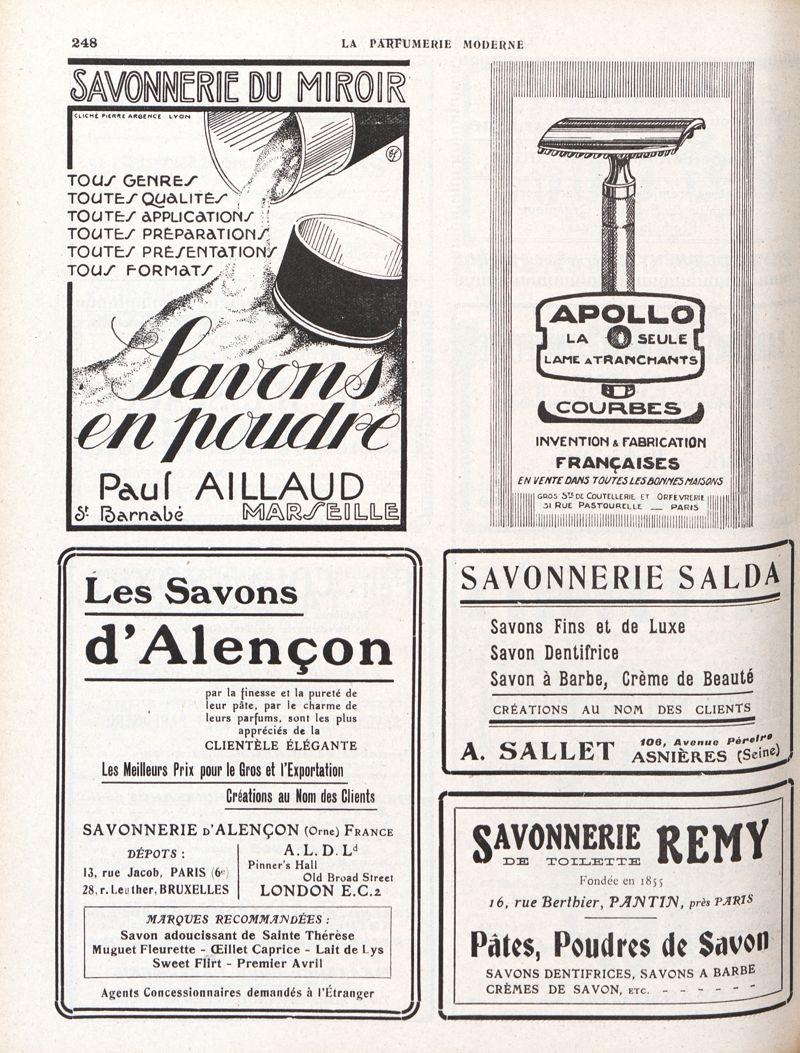 248
LA PARFUMERIE MODERNE
SAVONNERIE DU MIROIR
CLICHÉ PIERRE ARGENCE LYON
TOUS GENRES
TOUTES QUALITÉS
TOUTES APPLICATIONS
TOUTES PRÉPARATIONS
TOUTES PRÉSENTATIONS
TOUS FORMATS
Savons
en poudre
Paul AILLAUD
St Barnabé MARSEILLE
APOLLO
LA SEULE
LAME A TRANCHANTS
COURBES
INVENTION & FABRICATION
FRANÇAISES
EN VENTE DANS TOUTES LES BONNES MAISONS
GROS STÉ DE COUTELLERIE ET ORFÈVRERIE
31 RUE PASTOURELLE __ PARIS
Les Savons
d'Alençon
par la finesse et la pureté de
leur pâte, par le charme de
leurs parfums, sont les plus
appréciés de la
CLIENTÈLE ÉLÉGANTE
Les Meilleurs Prix pour le Gros et l'Exportation
Créations au Nom des Clients
SAVONNERIE D'ALENÇON (Orne) FRANCE
DÉPOTS :
13, rue Jacob, PARIS (6e)
28, r. Leuther, BRUXELLES
A. L. D. Ld
Pinner's Hall
Old Broad Street
LONDON E.C.2
MARQUES RECOMMANDÉES :
Savon adoucissant de Sainte Thérèse
Muguet Fleurette - Œillet Caprice - Lait de Lys
Sweet Flirt - Premier Avril
Agents Concessionnaires demandés à l'Étranger
SAVONNERIE SALDA
Savons Fins et de Luxe
Savon Dentifrice
Savon à Barbe, Crème de Beauté
CRÉATIONS AU NOM DES CLIENTS
A. SALLET 106, Avenue Péreire
ASNIÈRES (Seine)
SAVONNERIE REMY
DE TOILETTE
Fondée en 1855
16, rue Berthier, PANTIN, près PARIS
Pâtes, Poudres de Savon
SAVONS DENTIFRICES, SAVONS A BARBE
CRÈMES DE SAVON, ETC. - - - - - -